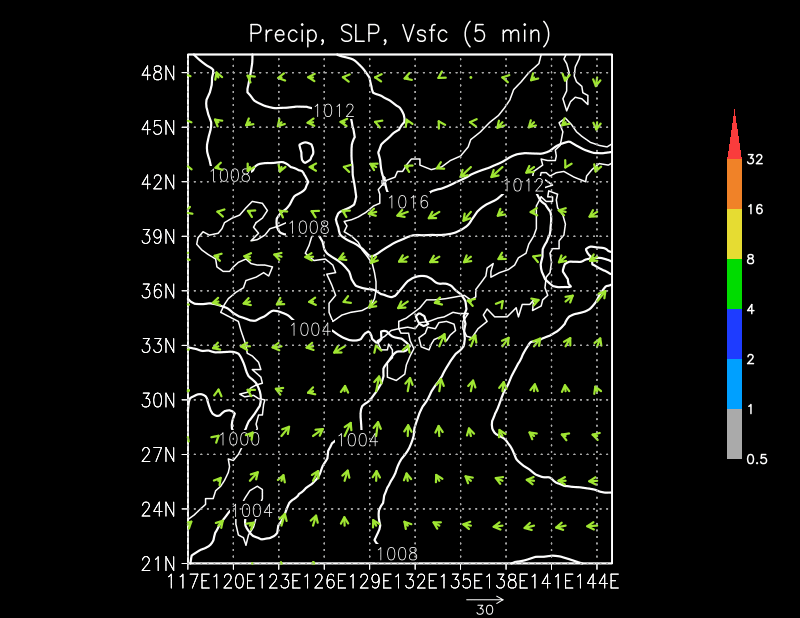 Precip, SLP, Vsfc (5 min)
48N
1012
45N
32
1008
42N
1016
1012
16
1008
39N
8
36N
4
1004
33N
2
30N
1
1000
1004
27N
0.5
24N
1004
1008
21N
117E120E123E126E129E132E135E138E141E144E
30